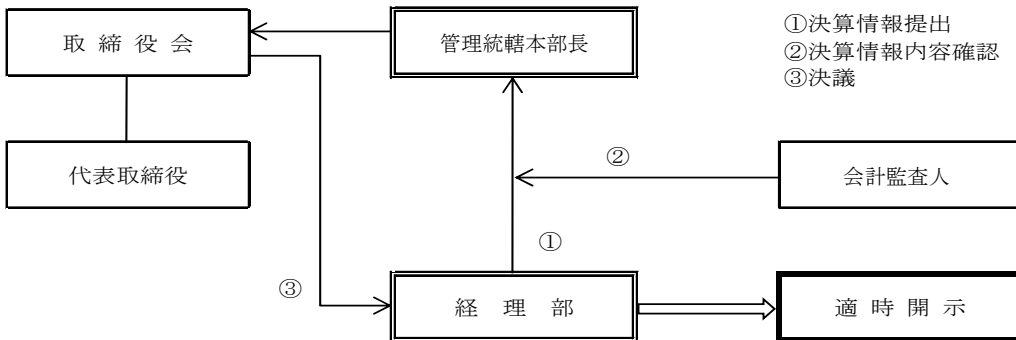 取締役会
管理統轄本部長
①決算情報提出
②決算情報内容確認
③決議
代表取締役
②
会計監査人
①
③
経理部
適時開示